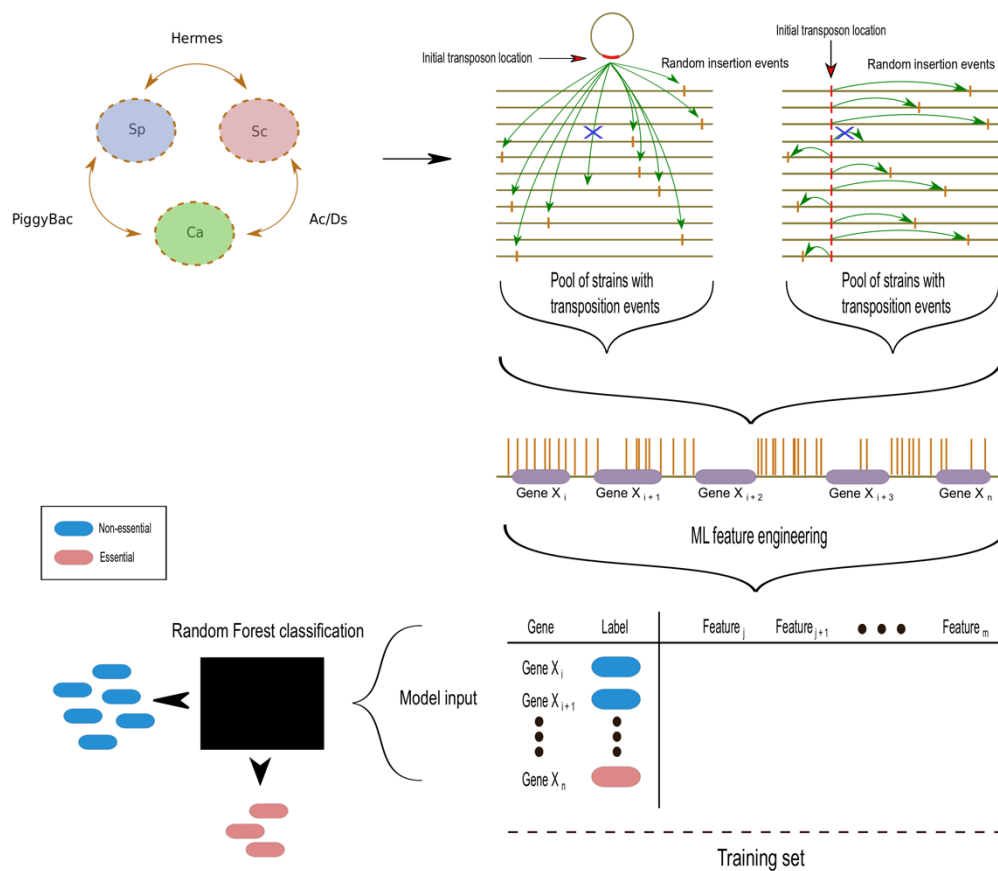 Hermes
Sp
Sc
PiggyBac
Ac/Ds
Ca
Initial transposon location
Random insertion events
Pool of strains with
transposition events
Initial transposon location
Random insertion events
Pool of strains with
transposition events
Gene X i
Gene X i + 1
Gene X i + 2
Gene X i + 3
Gene X n
ML feature engineering
Non-essential
Essential
Random Forest classification
Model input
Gene Label Feature j Feature j + 1 Feature m
Gene X i
Gene X i + 1
Gene X n
Training set